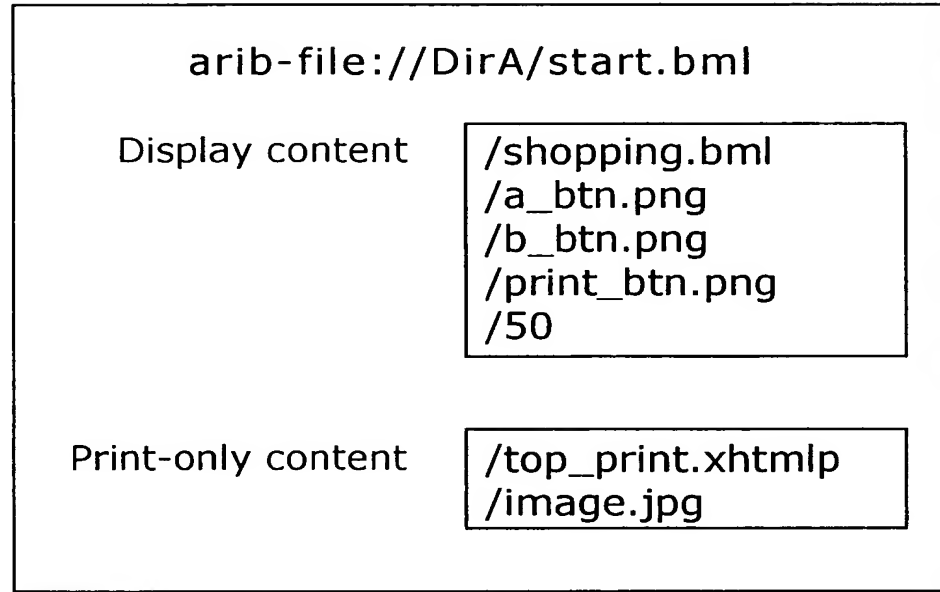 arib-file://DirA/start.bml
Display content
/shopping.bml
/a_btn.png
/b_btn.png
/print_btn.png
/50
Print-only content
/top_print.xhtmlp
/image.jpg